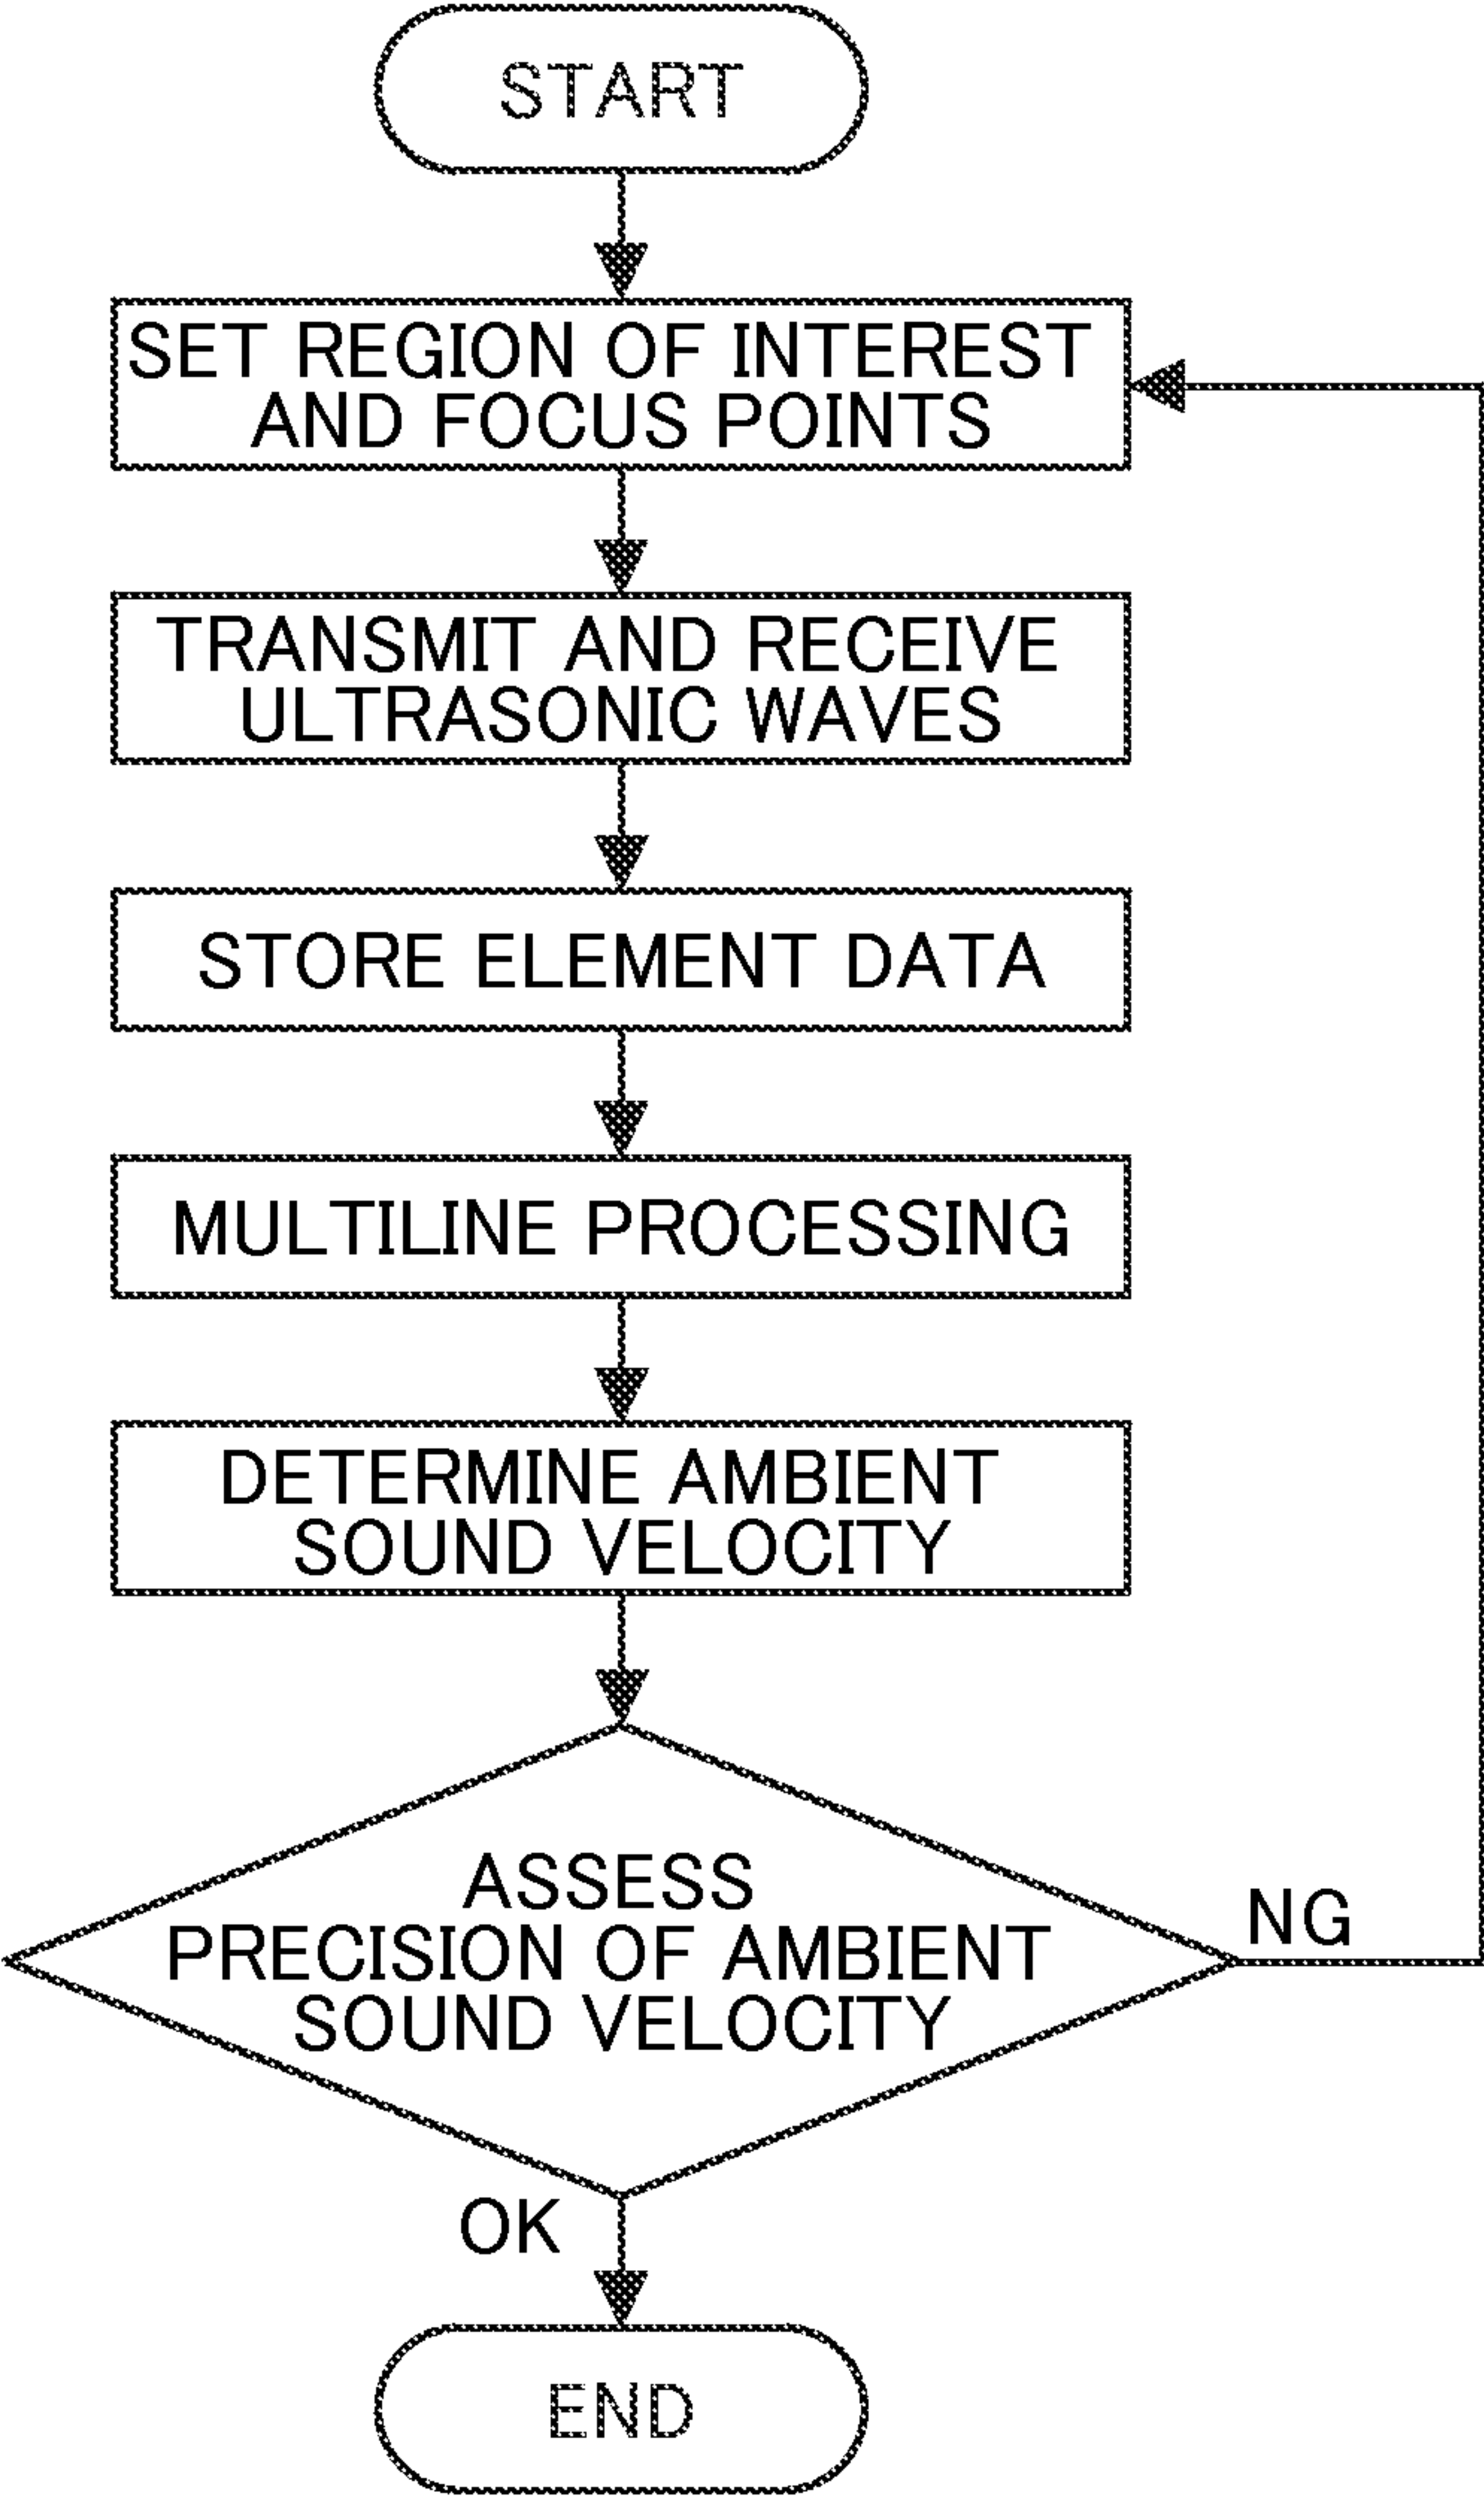 START
SET REGION OF INTEREST
AND FOCUS POINTS
TRANSMIT AND RECEIVE
ULTRASONIC WAVES
STORE ELEMENT DATA
MULTILINE PROCESSING
DETERMINE AMBIENT
SOUND VELOCITY
ASSESS
PRECISION OF AMBIENT
SOUND VELOCITY
NG
OK
END